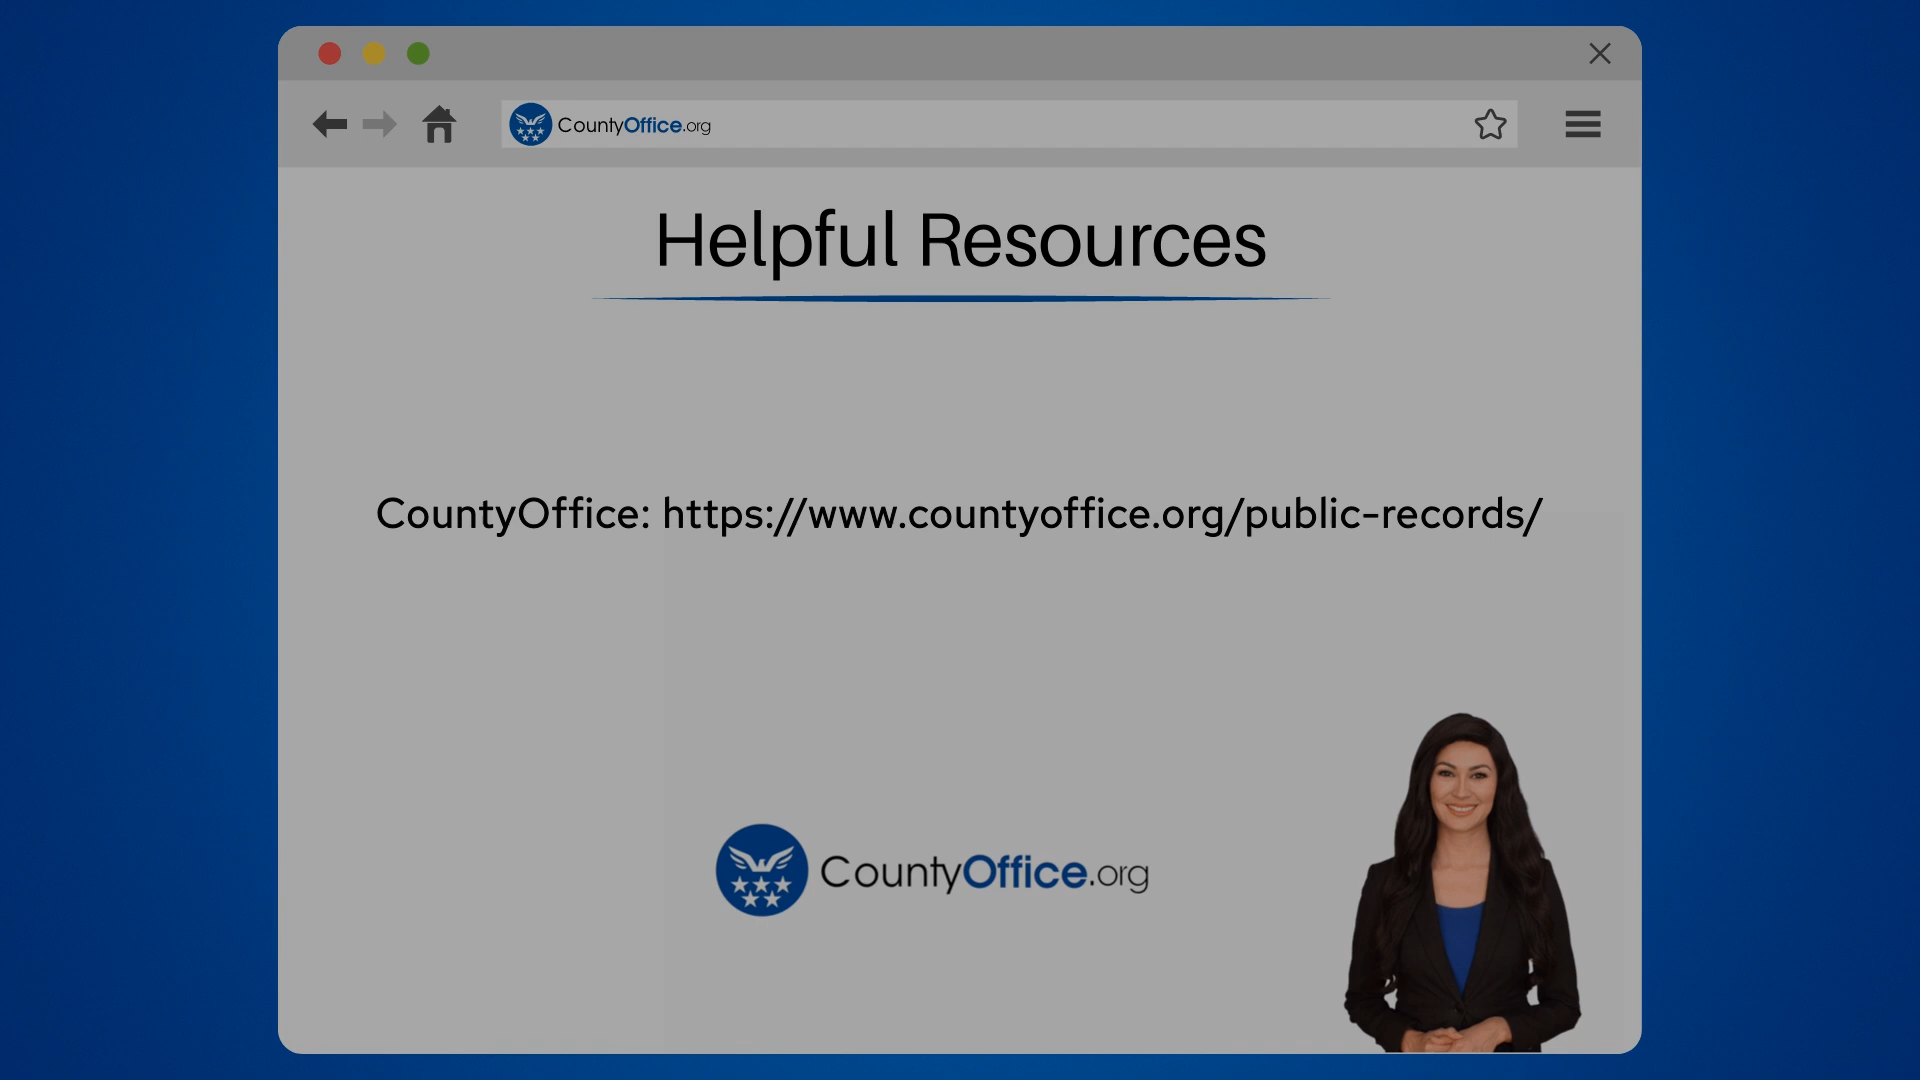 CountyOffice.org
Helpful Resources
CountyOffice: https://www.countyoffice.org/public-records/
CountyOffice.org